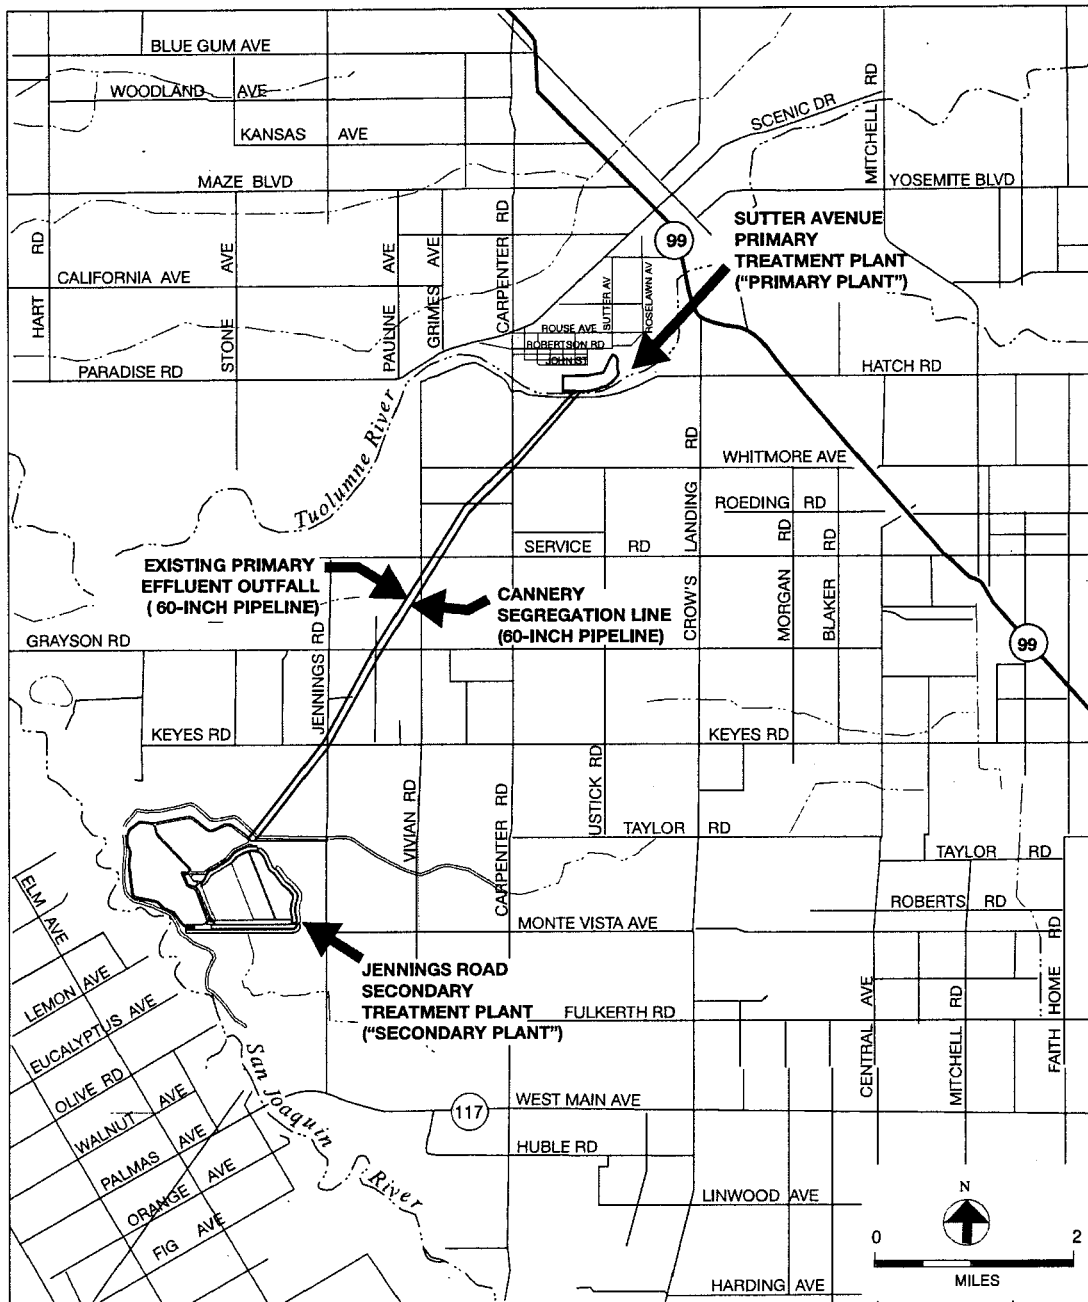 BLUE GUM AVE
WOODLAND AVE
KANSAS AVE
MAZE BLVD
SCENIC DR
MITCHELL RD
YOSEMITE BLVD
SUTTER AVENUE
PRIMARY
TREATMENT PLANT
("PRIMARY PLANT")
99
HART RD
CALIFORNIA AVE
STONE AVE
PAULINE AVE
GRIMES AVE
CARPENTER RD
SUTTER AV
ROSELAWN AV
ROUSE AVE
ROBERTSON RD
JOHN ST
PARADISE RD
HATCH RD
Tuolumne River
WHITMORE AVE
ROEDING RD
CROW'S LANDING RD
MORGAN RD
BLAKER RD
SERVICE RD
EXISTING PRIMARY
EFFLUENT OUTFALL
( 60-INCH PIPELINE)
CANNERY
SEGREGATION LINE
(60-INCH PIPELINE)
GRAYSON RD
JENNINGS RD
99
KEYES RD
KEYES RD
VIVIAN RD
CARPENTER RD
USTICK RD
TAYLOR RD
TAYLOR RD
ROBERTS RD
MONTE VISTA AVE
JENNINGS ROAD
SECONDARY
TREATMENT PLANT
("SECONDARY PLANT")
FULKERTH RD
CENTRAL AVE
MITCHELL RD
FAITH HOME RD
ELM AVE
LEMON AVE
EUCALYPTUS AVE
OLIVE RD
WALNUT AVE
PALMAS AVE
ORANGE AVE
FIG AVE
San Joaquin River
117
WEST MAIN AVE
HUBLE RD
LINWOOD AVE
HARDING AVE
N
0 2
MILES